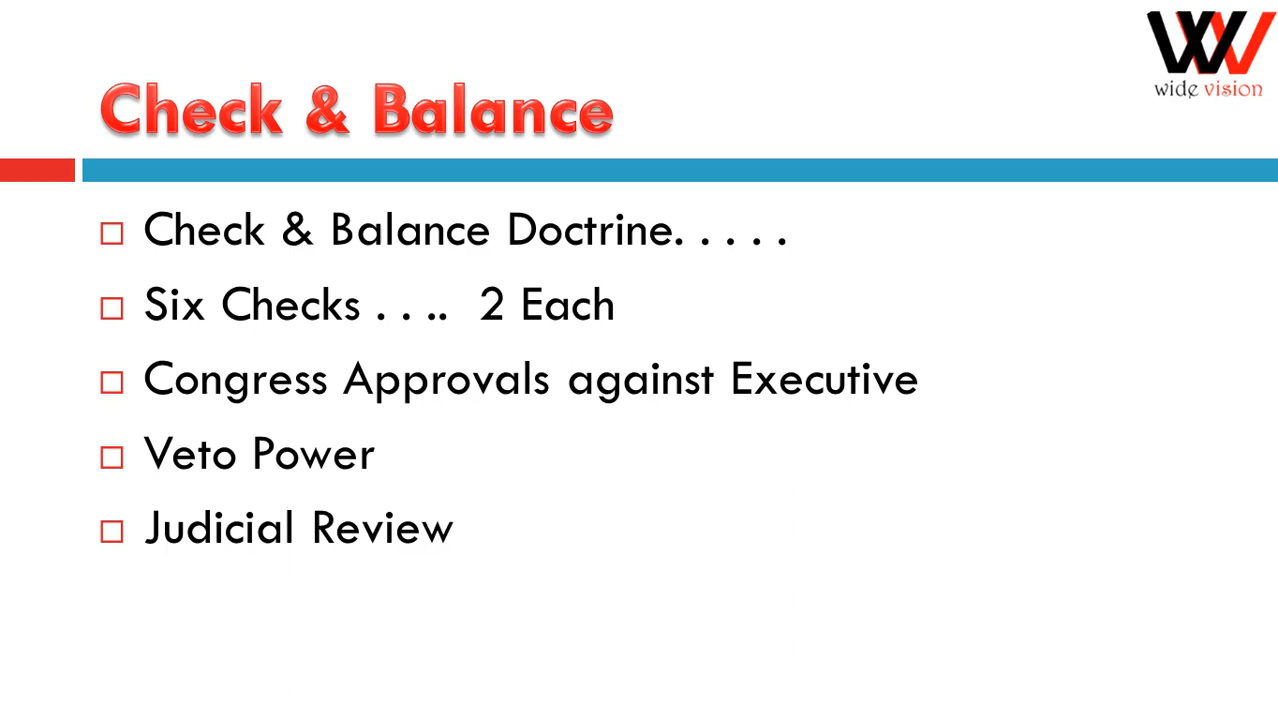 wide vision
Check & Balance
Check & Balance Doctrine. . . . .
Six Checks . . .. 2 Each
Congress Approvals against Executive
Veto Power
Judicial Review